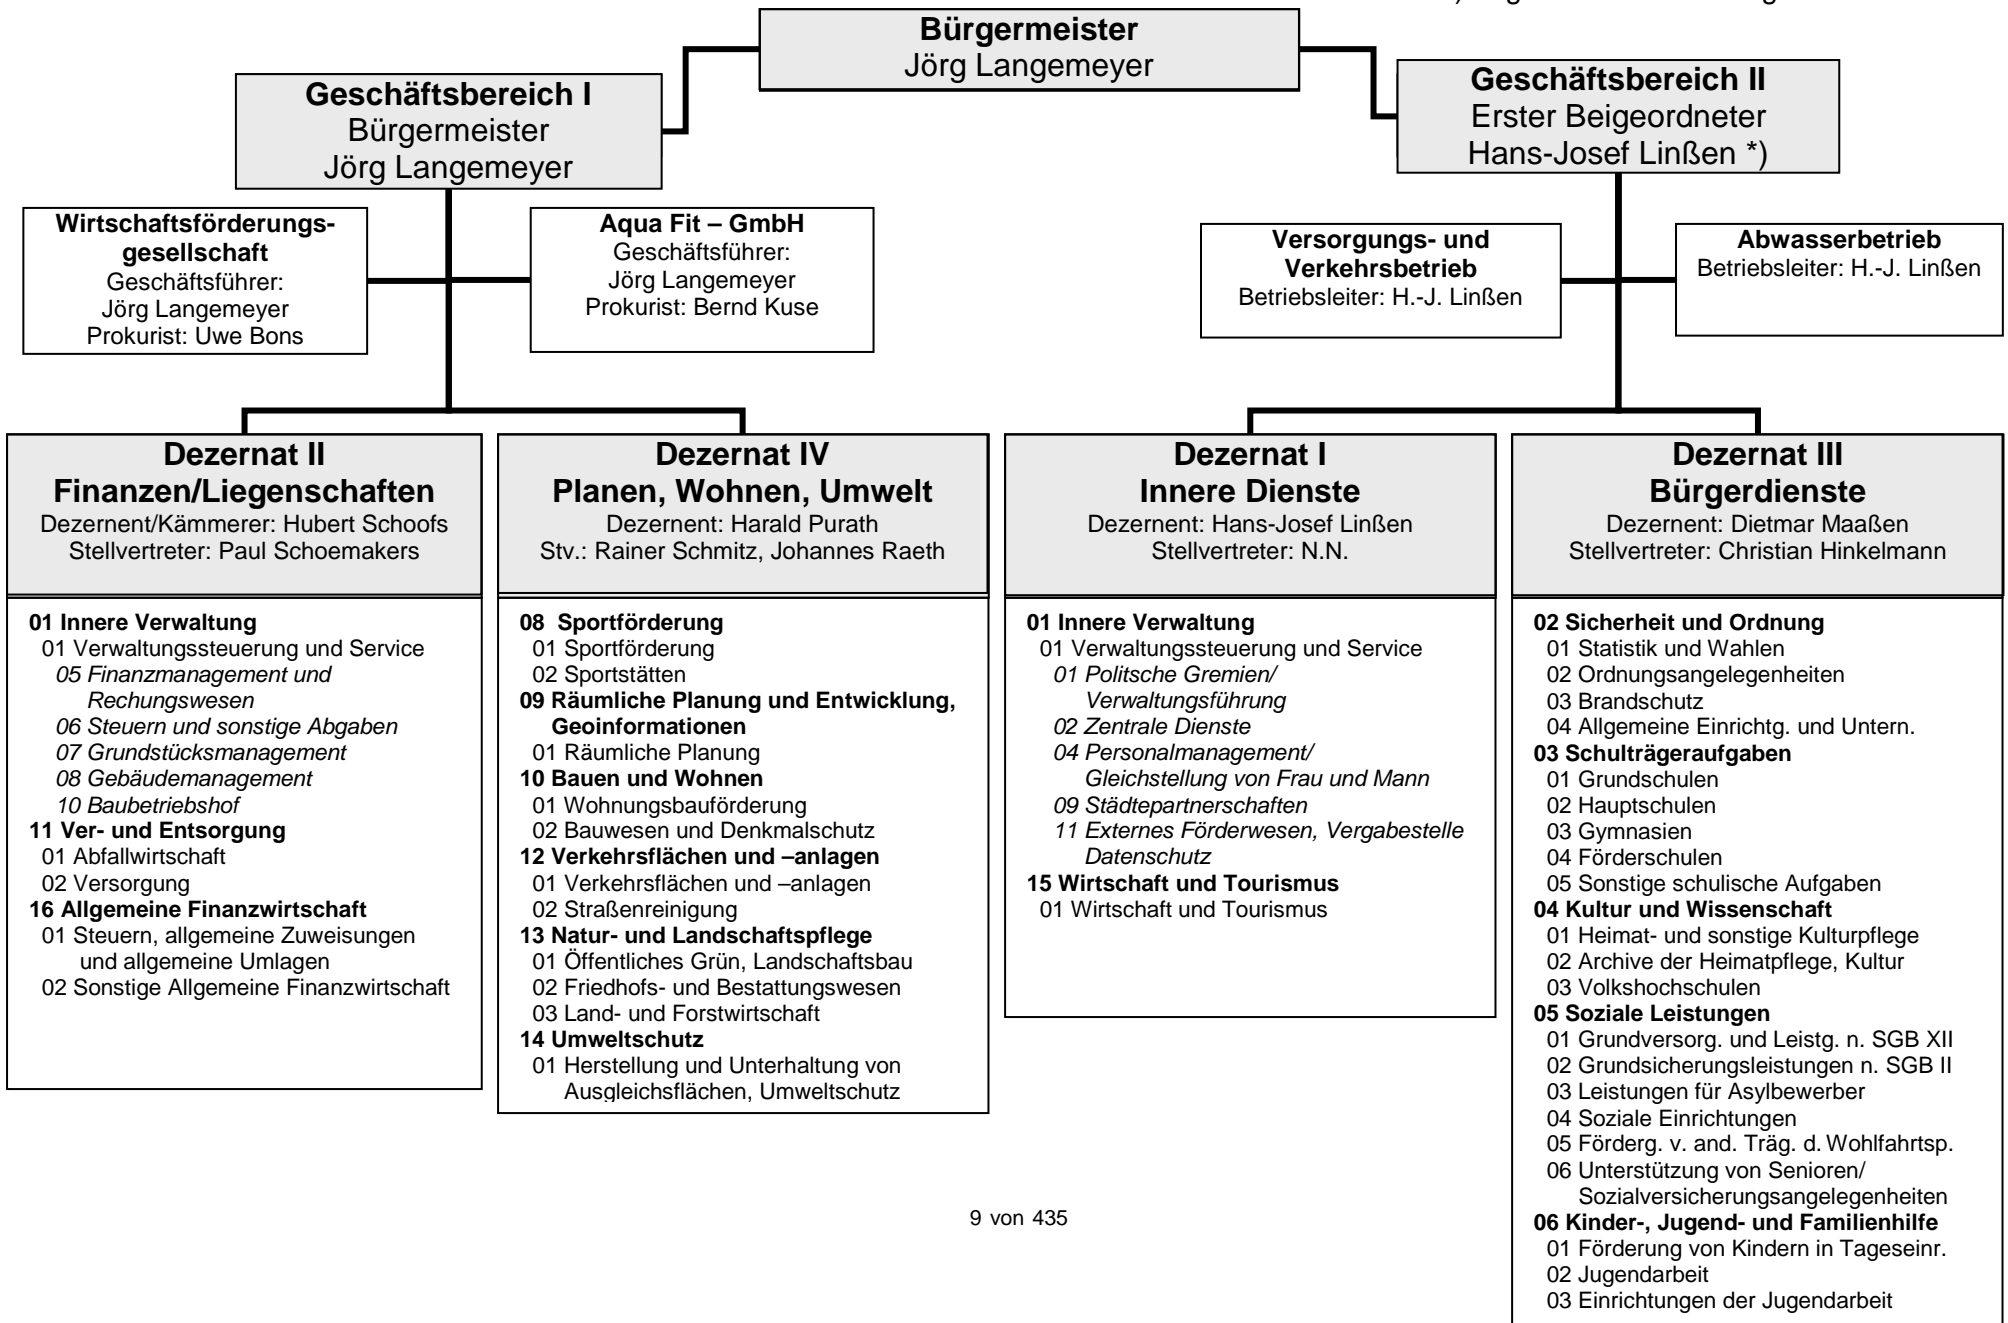 Bürgermeister
Jörg Langemeyer
Geschäftsbereich I
Bürgermeister
Jörg Langemeyer
Geschäftsbereich II
Erster Beigeordneter
Hans-Josef Linßen *)
Wirtschaftsförderungs-
gesellschaft
Geschäftsführer:
Jörg Langemeyer
Prokurist: Uwe Bons
Aqua Fit – GmbH
Geschäftsführer:
Jörg Langemeyer
Prokurist: Bernd Kuse
Versorgungs- und
Verkehrsbetrieb
Betriebsleiter: H.-J. Linßen
Abwasserbetrieb
Betriebsleiter: H.-J. Linßen
Dezernat II
Finanzen/Liegenschaften
Dezernent/Kämmerer: Hubert Schoofs
Stellvertreter: Paul Schoemakers
01 Innere Verwaltung
01 Verwaltungssteuerung und Service
05 Finanzmanagement und
Rechungswesen
06 Steuern und sonstige Abgaben
07 Grundstücksmanagement
08 Gebäudemanagement
10 Baubetriebshof
11 Ver- und Entsorgung
01 Abfallwirtschaft
02 Versorgung
16 Allgemeine Finanzwirtschaft
01 Steuern, allgemeine Zuweisungen
und allgemeine Umlagen
02 Sonstige Allgemeine Finanzwirtschaft
Dezernat IV
Planen, Wohnen, Umwelt
Dezernent: Harald Purath
Stv.: Rainer Schmitz, Johannes Raeth
08 Sportförderung
01 Sportförderung
02 Sportstätten
09 Räumliche Planung und Entwicklung,
Geoinformationen
01 Räumliche Planung
10 Bauen und Wohnen
01 Wohnungsbauförderung
02 Bauwesen und Denkmalschutz
12 Verkehrsflächen und –anlagen
01 Verkehrsflächen und –anlagen
02 Straßenreinigung
13 Natur- und Landschaftspflege
01 Öffentliches Grün, Landschaftsbau
02 Friedhofs- und Bestattungswesen
03 Land- und Forstwirtschaft
14 Umweltschutz
01 Herstellung und Unterhaltung von
Ausgleichsflächen, Umweltschutz
Dezernat I
Innere Dienste
Dezernent: Hans-Josef Linßen
Stellvertreter: N.N.
01 Innere Verwaltung
01 Verwaltungssteuerung und Service
01 Politsche Gremien/
Verwaltungsführung
02 Zentrale Dienste
04 Personalmanagement/
Gleichstellung von Frau und Mann
09 Städtepartnerschaften
11 Externes Förderwesen, Vergabestelle
Datenschutz
15 Wirtschaft und Tourismus
01 Wirtschaft und Tourismus
Dezernat III
Bürgerdienste
Dezernent: Dietmar Maaßen
Stellvertreter: Christian Hinkelmann
02 Sicherheit und Ordnung
01 Statistik und Wahlen
02 Ordnungsangelegenheiten
03 Brandschutz
04 Allgemeine Einrichtg. und Untern.
03 Schulträgeraufgaben
01 Grundschulen
02 Hauptschulen
03 Gymnasien
04 Förderschulen
05 Sonstige schulische Aufgaben
04 Kultur und Wissenschaft
01 Heimat- und sonstige Kulturpflege
02 Archive der Heimatpflege, Kultur
03 Volkshochschulen
05 Soziale Leistungen
01 Grundversorg. und Leistg. n. SGB XII
02 Grundsicherungsleistungen n. SGB II
03 Leistungen für Asylbewerber
04 Soziale Einrichtungen
05 Förderg. v. and. Träg. d. Wohlfahrtsp.
06 Unterstützung von Senioren/
Sozialversicherungsangelegenheiten
06 Kinder-, Jugend- und Familienhilfe
01 Förderung von Kindern in Tageseinr.
02 Jugendarbeit
03 Einrichtungen der Jugendarbeit
9 von 435